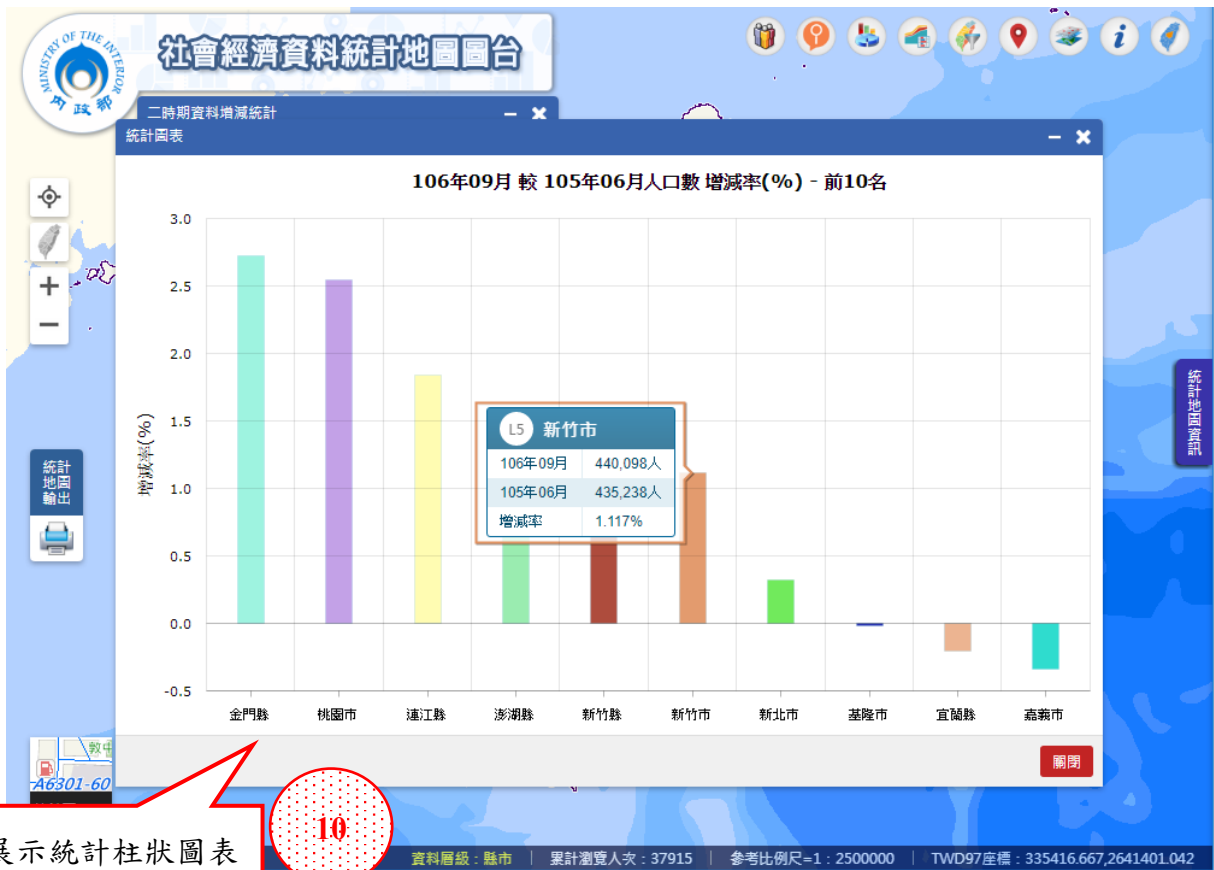 MINISTRY OF THE INTERIOR
內政部
社會經濟資料統計地圖圖台
二時期資料增減統計
統計圖表
106年09月 較 105年06月人口數 增減率(%) - 前10名
增減率(%)
3.0
2.5
2.0
1.5
1.0
0.5
0.0
-0.5
L5 新竹市
106年09月 440,098人
105年06月 435,238人
增減率 1.117%
金門縣 桃園市 連江縣 澎湖縣 新竹縣 新竹市 新北市 基隆市 宜蘭縣 嘉義市
關閉
統計
地圖
輸出
統計地圖資訊
敦中
A6301-60
展示統計柱狀圖表
10
資料層級：縣市 | 累計瀏覽人次：37915 | 參考比例尺=1：2500000 | TWD97座標：335416.667,2641401.042